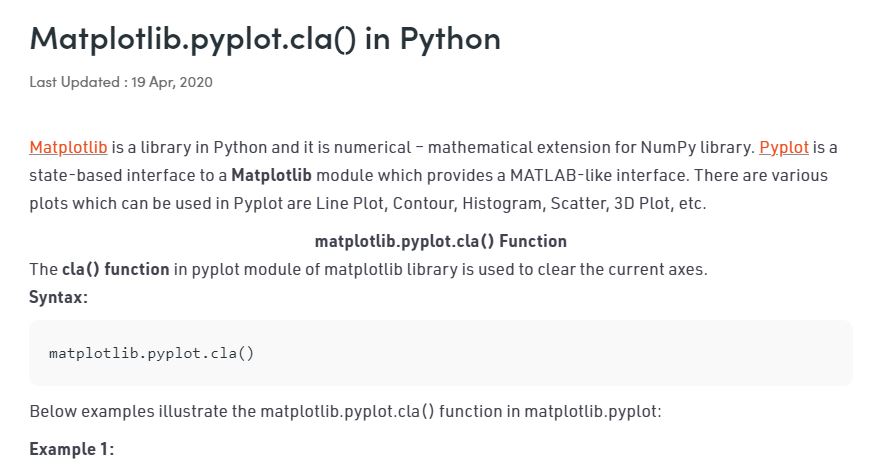 Matplotlib.pyplot.cla() in Python
Last Updated : 19 Apr, 2020
Matplotlib is a library in Python and it is numerical – mathematical extension for NumPy library. Pyplot is a
state-based interface to a Matplotlib module which provides a MATLAB-like interface. There are various
plots which can be used in Pyplot are Line Plot, Contour, Histogram, Scatter, 3D Plot, etc.
matplotlib.pyplot.cla() Function
The cla() function in pyplot module of matplotlib library is used to clear the current axes.
Syntax:
matplotlib.pyplot.cla()
Below examples illustrate the matplotlib.pyplot.cla() function in matplotlib.pyplot:
Example 1: